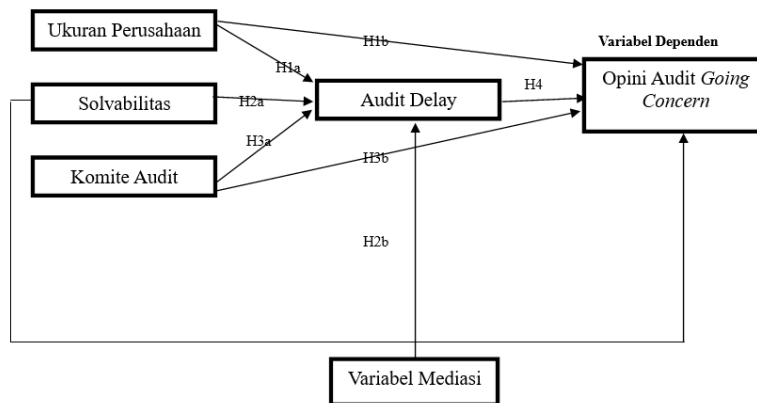 Ukuran Perusahaan
H1b
Variabel Dependen
H1a
Solvabilitas
H2a
Audit Delay
H4
Opini Audit Going
Concern
H3a
Komite Audit
H3b
H2b
Variabel Mediasi